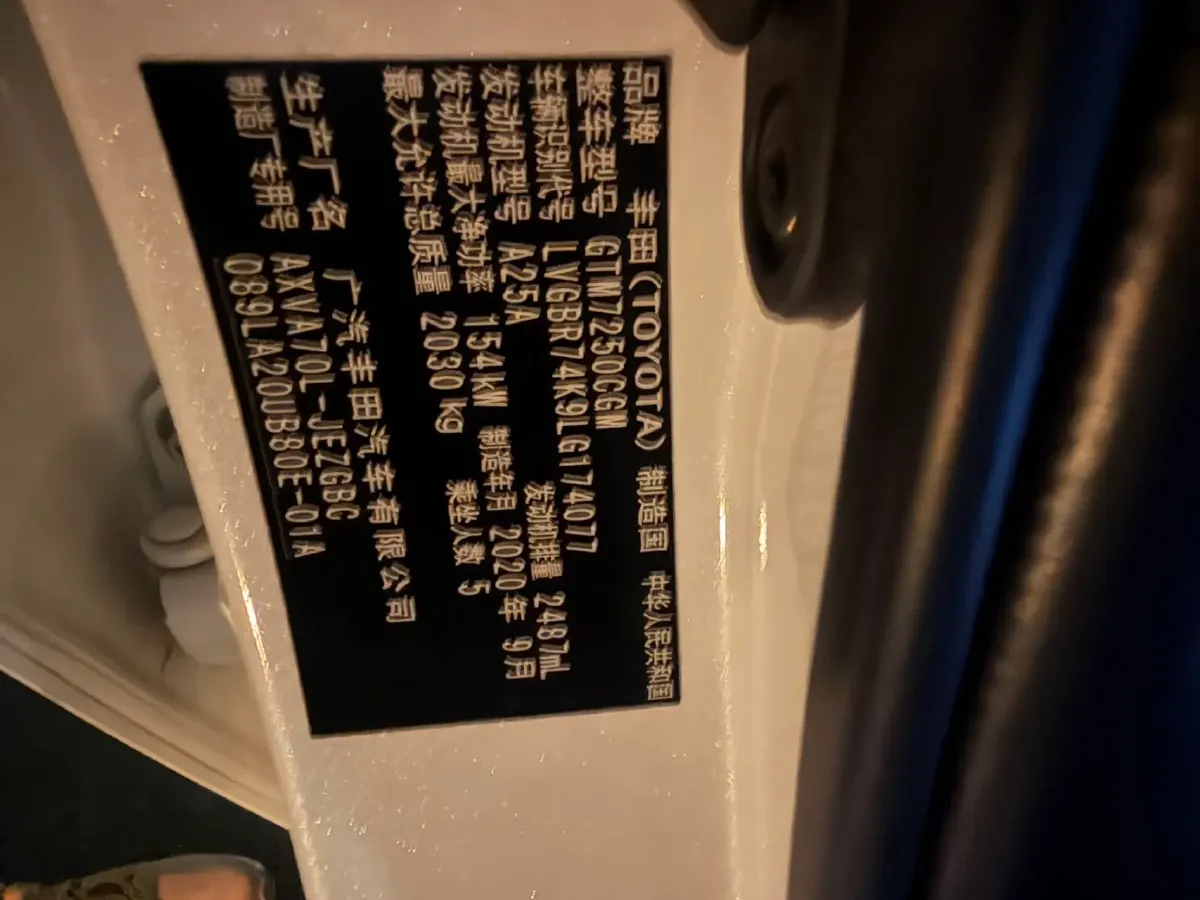 品牌 丰田(TOYOTA) 制造国 中华人民共和国
整车型号 GTM7250GGM
车辆识别代号 LVGBR74K9LG174077
发动机型号 A25A 发动机排量 2487mL
发动机最大净功率 154kW 制造年月 2020年 9月
最大允许总质量 2030kg 乘坐人数 5
生产厂名 广汽丰田汽车有限公司
制造厂专用号 AXVA70L-JEZGBC
089LA20UB80E-01A